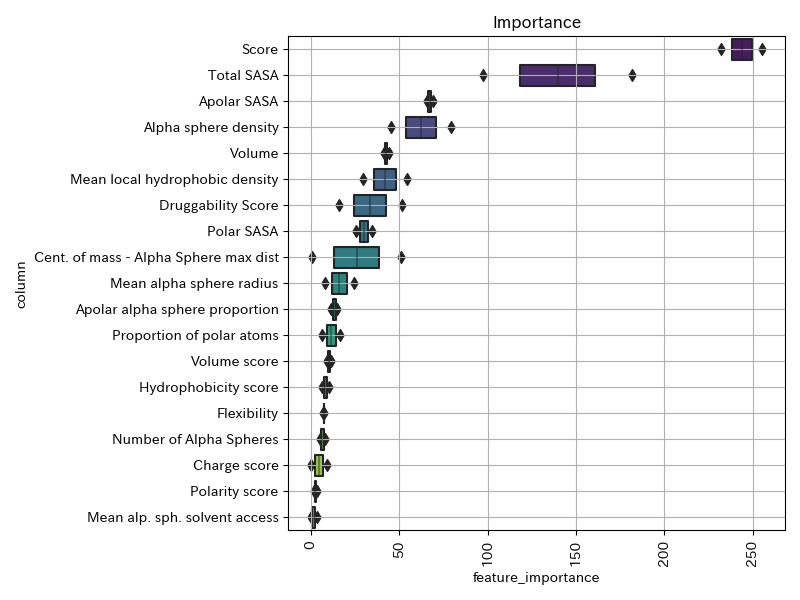 Importance
Score
Total SASA
Apolar SASA
Alpha sphere density
Volume
Mean local hydrophobic density
Druggability Score
Polar SASA
Cent. of mass - Alpha Sphere max dist
Mean alpha sphere radius
Apolar alpha sphere proportion
Proportion of polar atoms
Volume score
Hydrophobicity score
Flexibility
Number of Alpha Spheres
Charge score
Polarity score
Mean alp. sph. solvent access
column
0 50 100 150 200 250
feature_importance